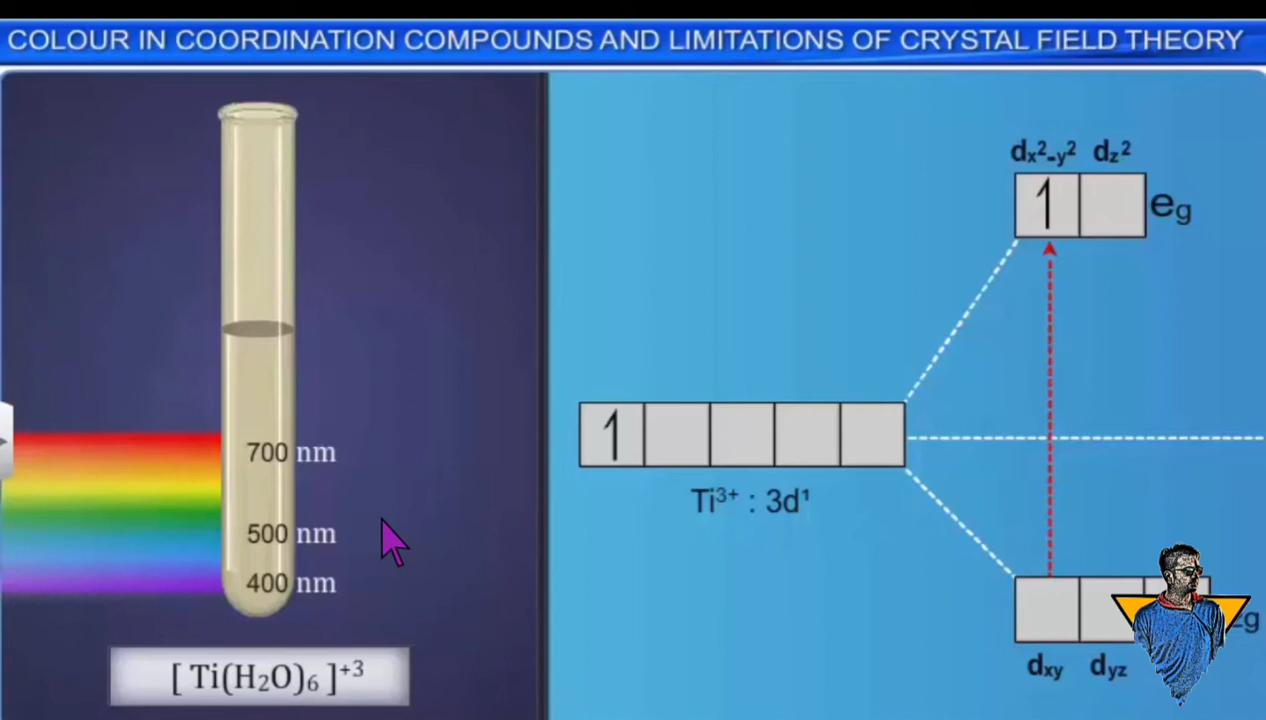 COLOUR IN COORDINATION COMPOUNDS AND LIMITATIONS OF CRYSTAL FIELD THEORY
dx²-y² dz²
1 eg
700 nm
1
Ti³⁺ : 3d¹
500 nm
400 nm
[ Ti(H₂O)₆ ]⁺³
dxy dyz